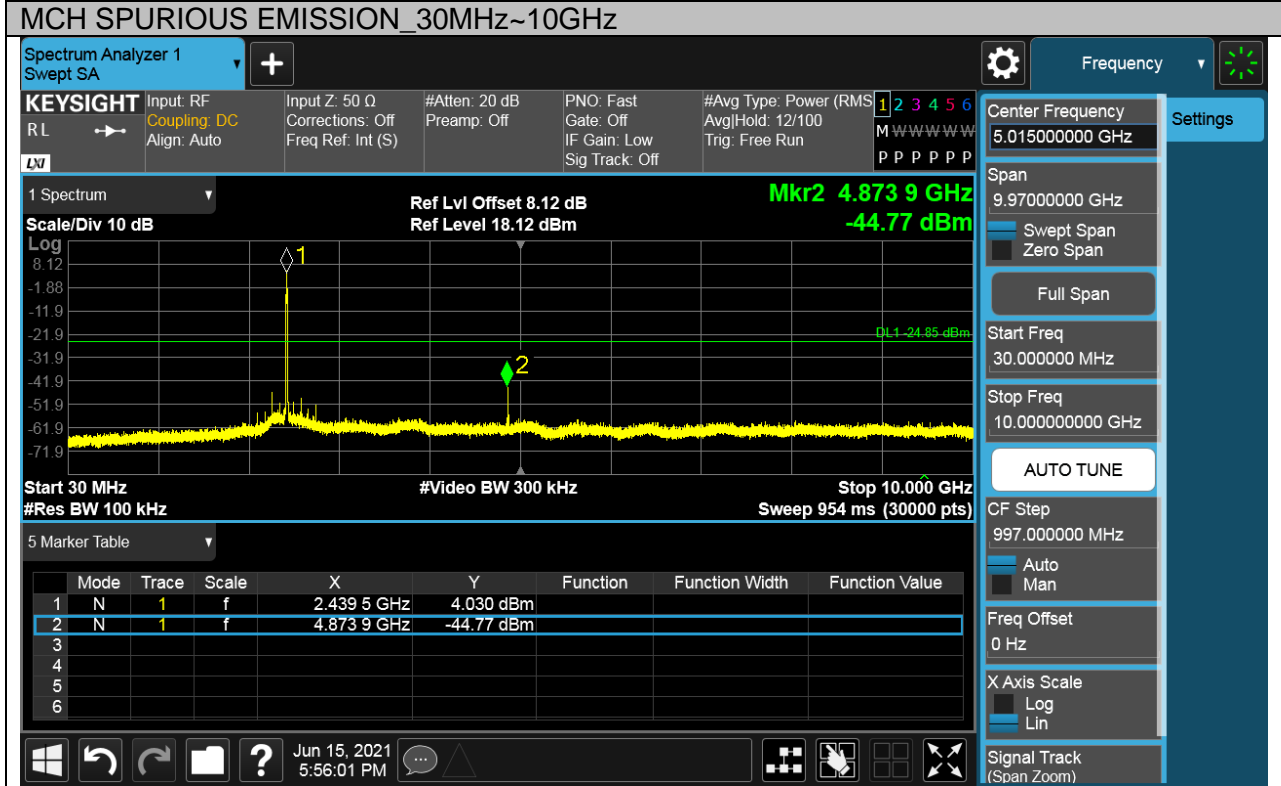 MCH SPURIOUS EMISSION_30MHz~10GHz
Spectrum Analyzer 1
Swept SA
Frequency
KEYSIGHT
RL
LXI
Input: RF
Coupling: DC
Align: Auto
Input Z: 50 Ω
Corrections: Off
Freq Ref: Int (S)
#Atten: 20 dB
Preamp: Off
PNO: Fast
Gate: Off
IF Gain: Low
Sig Track: Off
#Avg Type: Power (RMS
Avg|Hold: 12/100
Trig: Free Run
1 2 3 4 5 6
M W W W W W
P P P P P P
1 Spectrum
Scale/Div 10 dB
Ref Lvl Offset 8.12 dB
Ref Level 18.12 dBm
Mkr2 4.873 9 GHz
-44.77 dBm
Log
8.12
-1.88
-11.9
-21.9
-31.9
-41.9
-51.9
-61.9
-71.9
1
2
DL1 -24.85 dBm
Start 30 MHz
#Res BW 100 kHz
#Video BW 300 kHz
Stop 10.000 GHz
Sweep 954 ms (30000 pts)
5 Marker Table
Mode Trace Scale X Y Function Function Width Function Value
1 N 1 f 2.439 5 GHz 4.030 dBm
2 N 1 f 4.873 9 GHz -44.77 dBm
3
4
5
6
Jun 15, 2021
5:56:01 PM
Center Frequency
5.015000000 GHz
Settings
Span
9.97000000 GHz
Swept Span
Zero Span
Full Span
Start Freq
30.000000 MHz
Stop Freq
10.000000000 GHz
AUTO TUNE
CF Step
997.000000 MHz
Auto
Man
Freq Offset
0 Hz
X Axis Scale
Log
Lin
Signal Track
(Span Zoom)